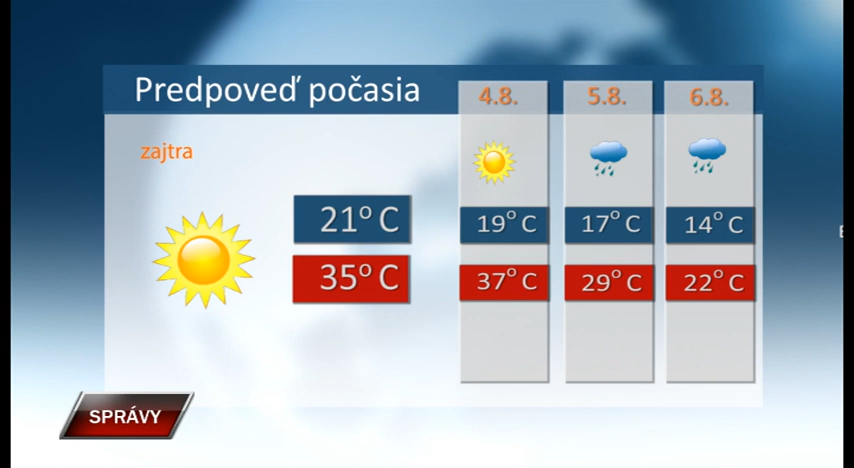 Predpoveď počasia
zajtra
21° C
35° C
4.8.
19° C
37° C
5.8.
17° C
29° C
6.8.
14° C
22° C
SPRÁVY